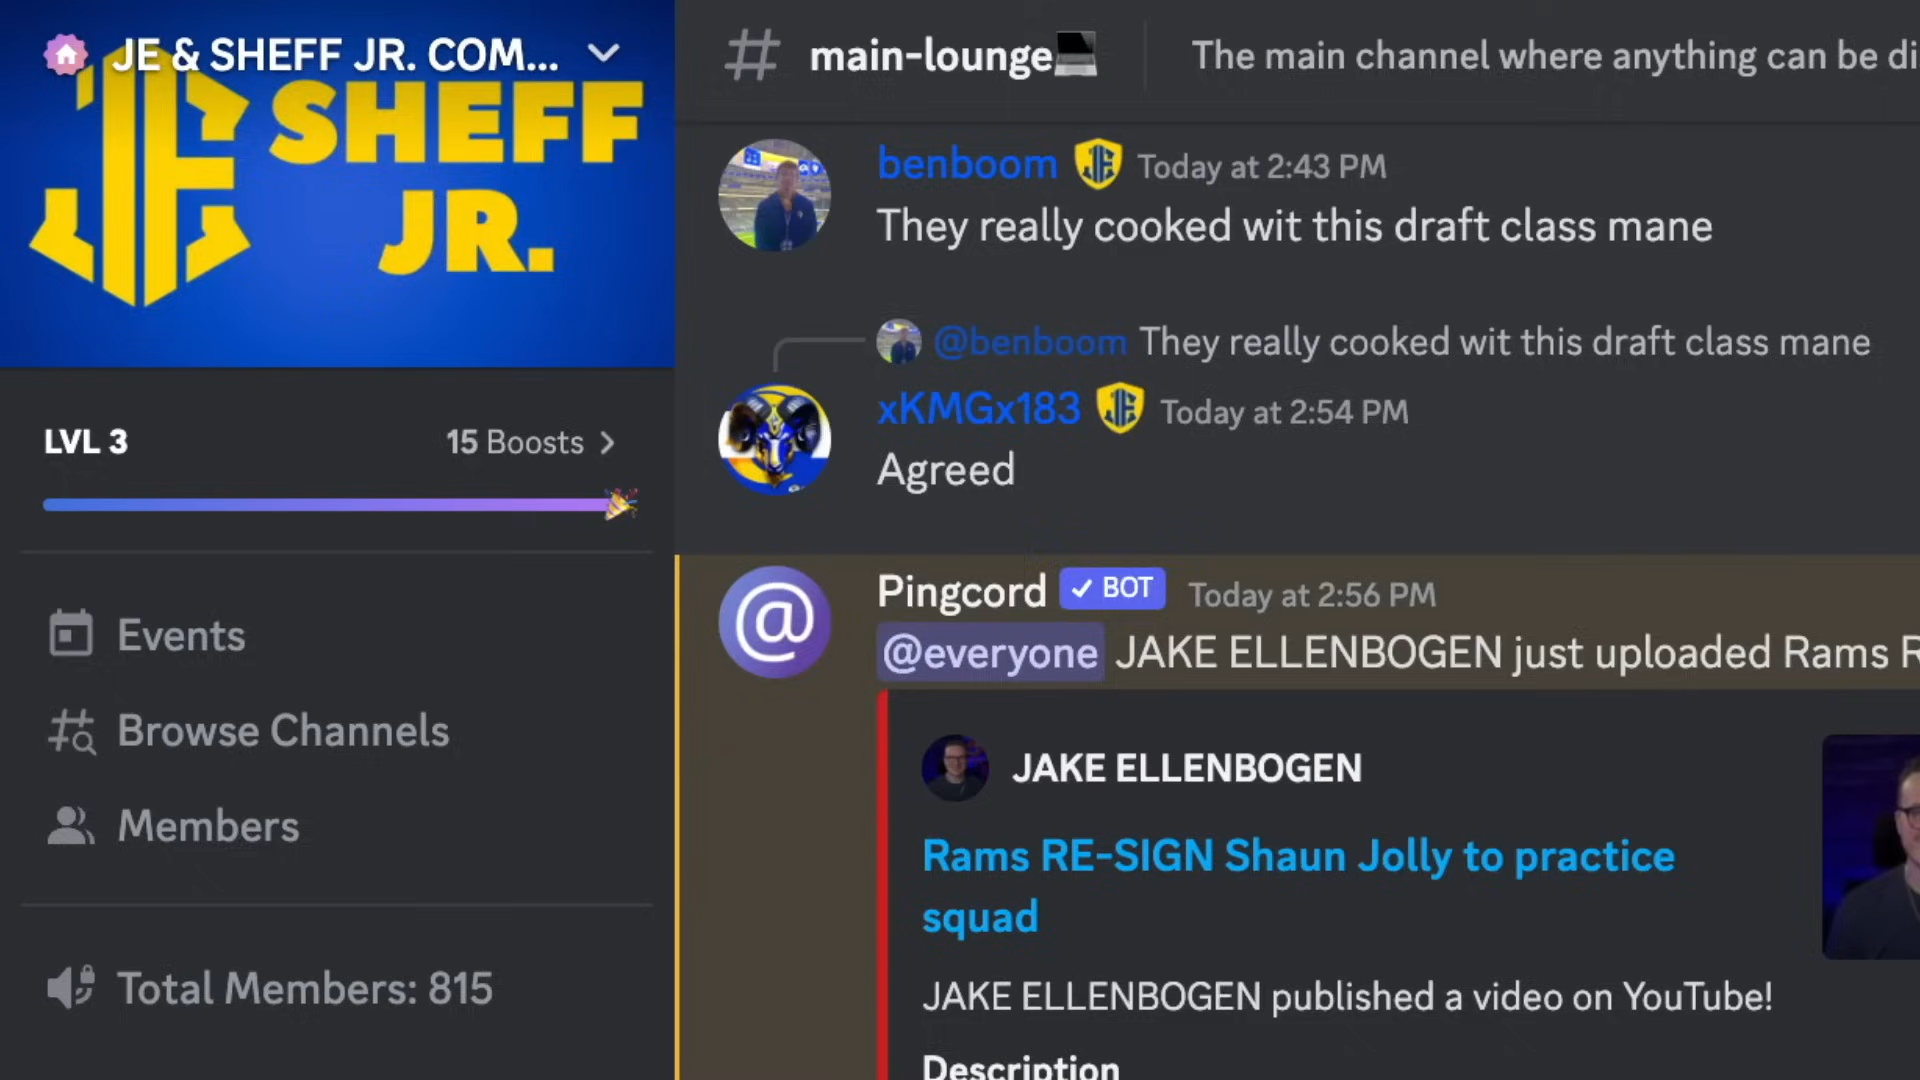 JE & SHEFF JR. COM...
JE SHEFF
JR.
LVL 3
15 Boosts
Events
Browse Channels
Members
Total Members: 815
main-lounge
The main channel where anything can be di
benboom JE Today at 2:43 PM
They really cooked wit this draft class mane
@benboom They really cooked wit this draft class mane
xKMGx183 JE Today at 2:54 PM
Agreed
@
Pingcord BOT Today at 2:56 PM
@everyone JAKE ELLENBOGEN just uploaded Rams R
JAKE ELLENBOGEN
Rams RE-SIGN Shaun Jolly to practice
squad
JAKE ELLENBOGEN published a video on YouTube!
Description